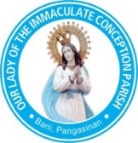 OUR LADY OF THE IMMACULATE CONCEPTION PARISH
• Bani, Pangasinan •